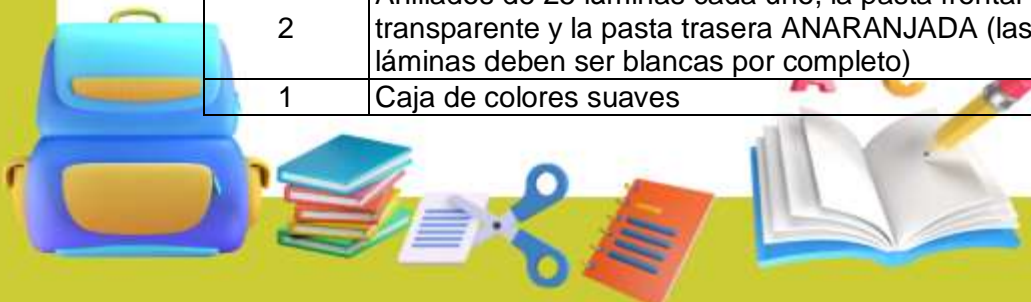 Anillados de 25 láminas cada uno, la pasta frontal
2 transparente y la pasta trasera ANARANJADA (las
láminas deben ser blancas por completo)
1 Caja de colores suaves
A C